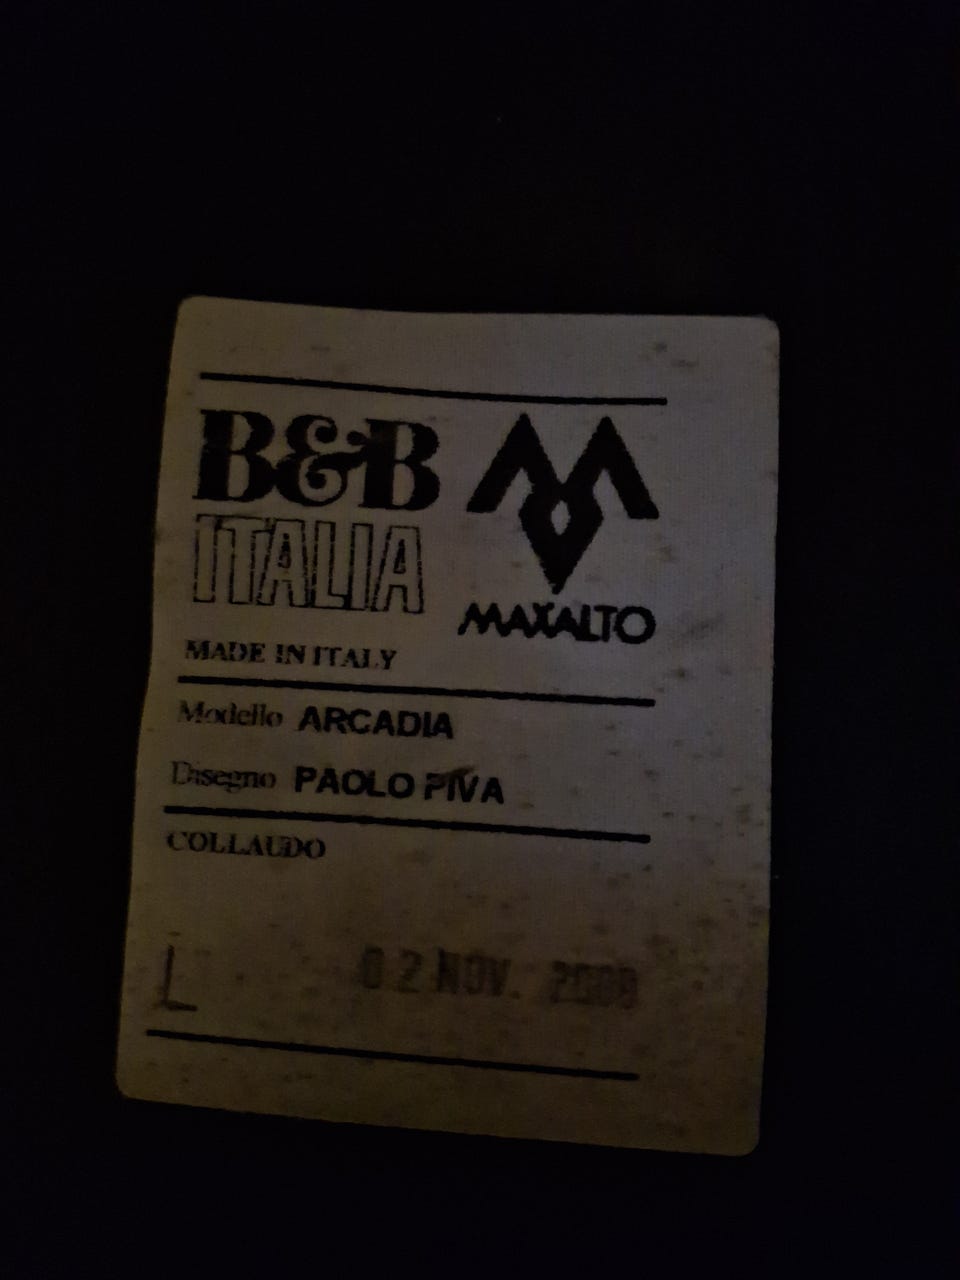 B&B
ITALIA
MAXALTO
MADE IN ITALY
Modello ARCADIA
Disegno PAOLO PIVA
COLLAUDO
L
02 NOV.